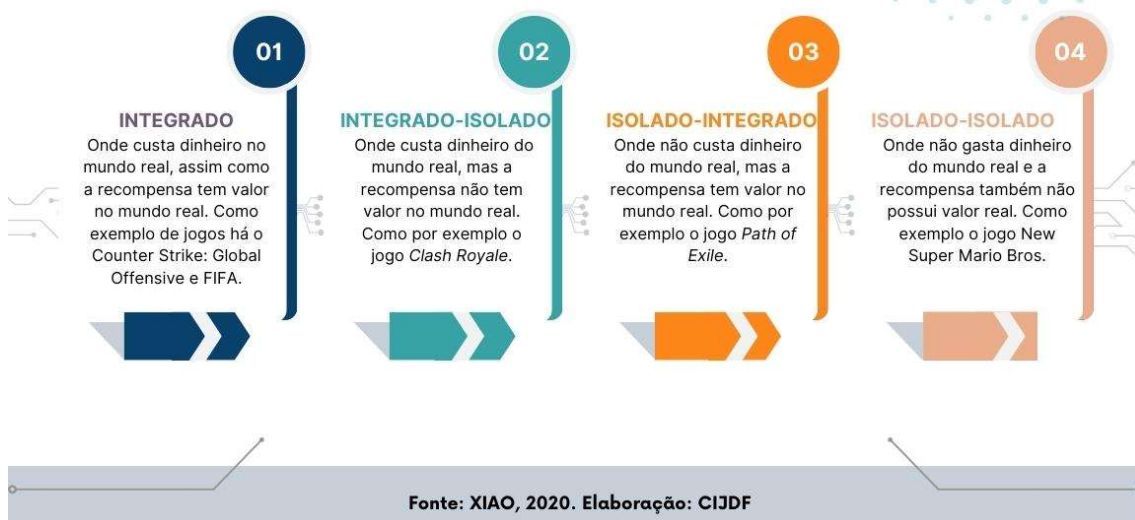 01
INTEGRADO
Onde custa dinheiro no
mundo real, assim como
a recompensa tem valor
no mundo real. Como
exemplo de jogos há o
Counter Strike: Global
Offensive e FIFA.
02
INTEGRADO-ISOLADO
Onde custa dinheiro do
mundo real, mas a
recompensa não tem
valor no mundo real.
Como por exemplo o
jogo Clash Royale.
03
ISOLADO-INTEGRADO
Onde não custa dinheiro
do mundo real, mas a
recompensa tem valor no
mundo real. Como por
exemplo o jogo Path of
Exile.
04
ISOLADO-ISOLADO
Onde não gasta dinheiro
do mundo real e a
recompensa também não
possui valor real. Como
exemplo o jogo New
Super Mario Bros.
Fonte: XIAO, 2020. Elaboração: CIJDF